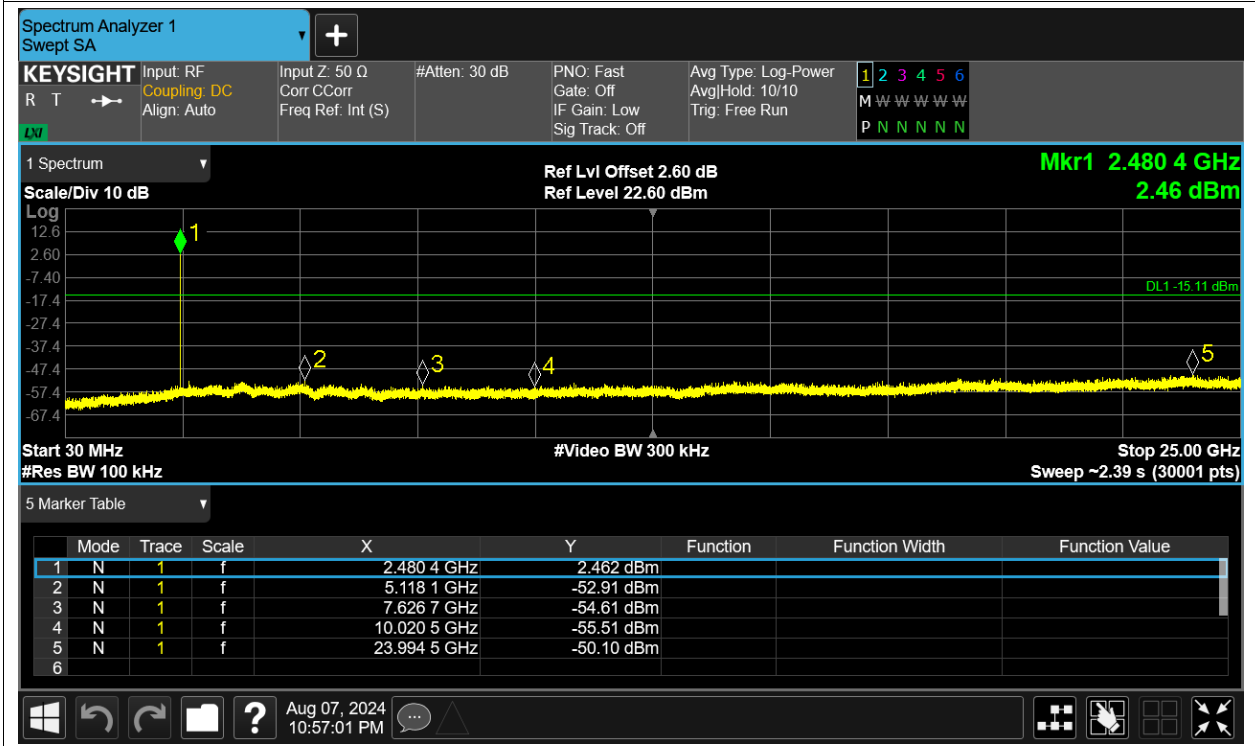 Spectrum Analyzer 1
Swept SA
+
KEYSIGHT
R T
LXI
Input: RF
Coupling: DC
Align: Auto
Input Z: 50 Ω
Corr CCorr
Freq Ref: Int (S)
#Atten: 30 dB
PNO: Fast
Gate: Off
IF Gain: Low
Sig Track: Off
Avg Type: Log-Power
Avg|Hold: 10/10
Trig: Free Run
1 2 3 4 5 6
M W W W W W
P N N N N N
1 Spectrum
Scale/Div 10 dB
Ref Lvl Offset 2.60 dB
Ref Level 22.60 dBm
Mkr1 2.480 4 GHz
2.46 dBm
Log
12.6
2.60
-7.40
-17.4
-27.4
-37.4
-47.4
-57.4
-67.4
1
2
3
4
5
DL1 -15.11 dBm
Start 30 MHz
#Video BW 300 kHz
Stop 25.00 GHz
#Res BW 100 kHz
Sweep ~2.39 s (30001 pts)
5 Marker Table
Mode Trace Scale X Y Function Function Width Function Value
1 N 1 f 2.480 4 GHz 2.462 dBm
2 N 1 f 5.118 1 GHz -52.91 dBm
3 N 1 f 7.626 7 GHz -54.61 dBm
4 N 1 f 10.020 5 GHz -55.51 dBm
5 N 1 f 23.994 5 GHz -50.10 dBm
6
?
Aug 07, 2024
10:57:01 PM